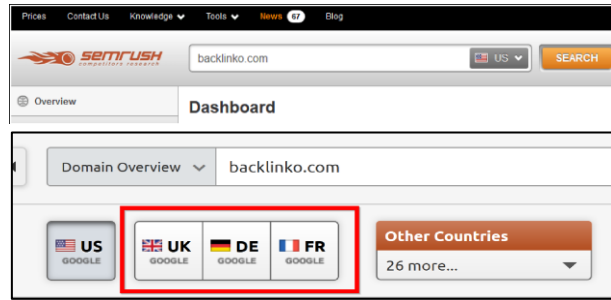 Prices Contact Us Knowledge Tools News 67 Blog
semrush backlinko.com US SEARCH
competitors research
Overview Dashboard
Domain Overview backlinko.com
US UK DE FR Other Countries
GOOGLE GOOGLE GOOGLE GOOGLE 26 more...